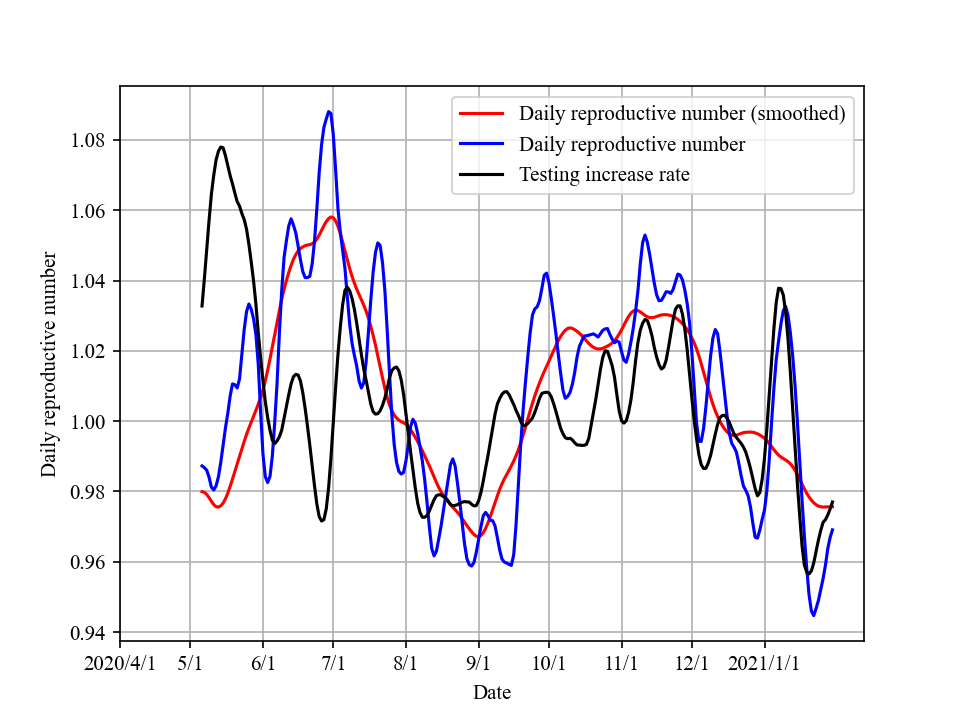 Daily reproductive number (smoothed)
Daily reproductive number
Testing increase rate
Daily reproductive number
1.08
1.06
1.04
1.02
1.00
0.98
0.96
0.94
2020/4/1 5/1 6/1 7/1 8/1 9/1 10/1 11/1 12/1 2021/1/1
Date